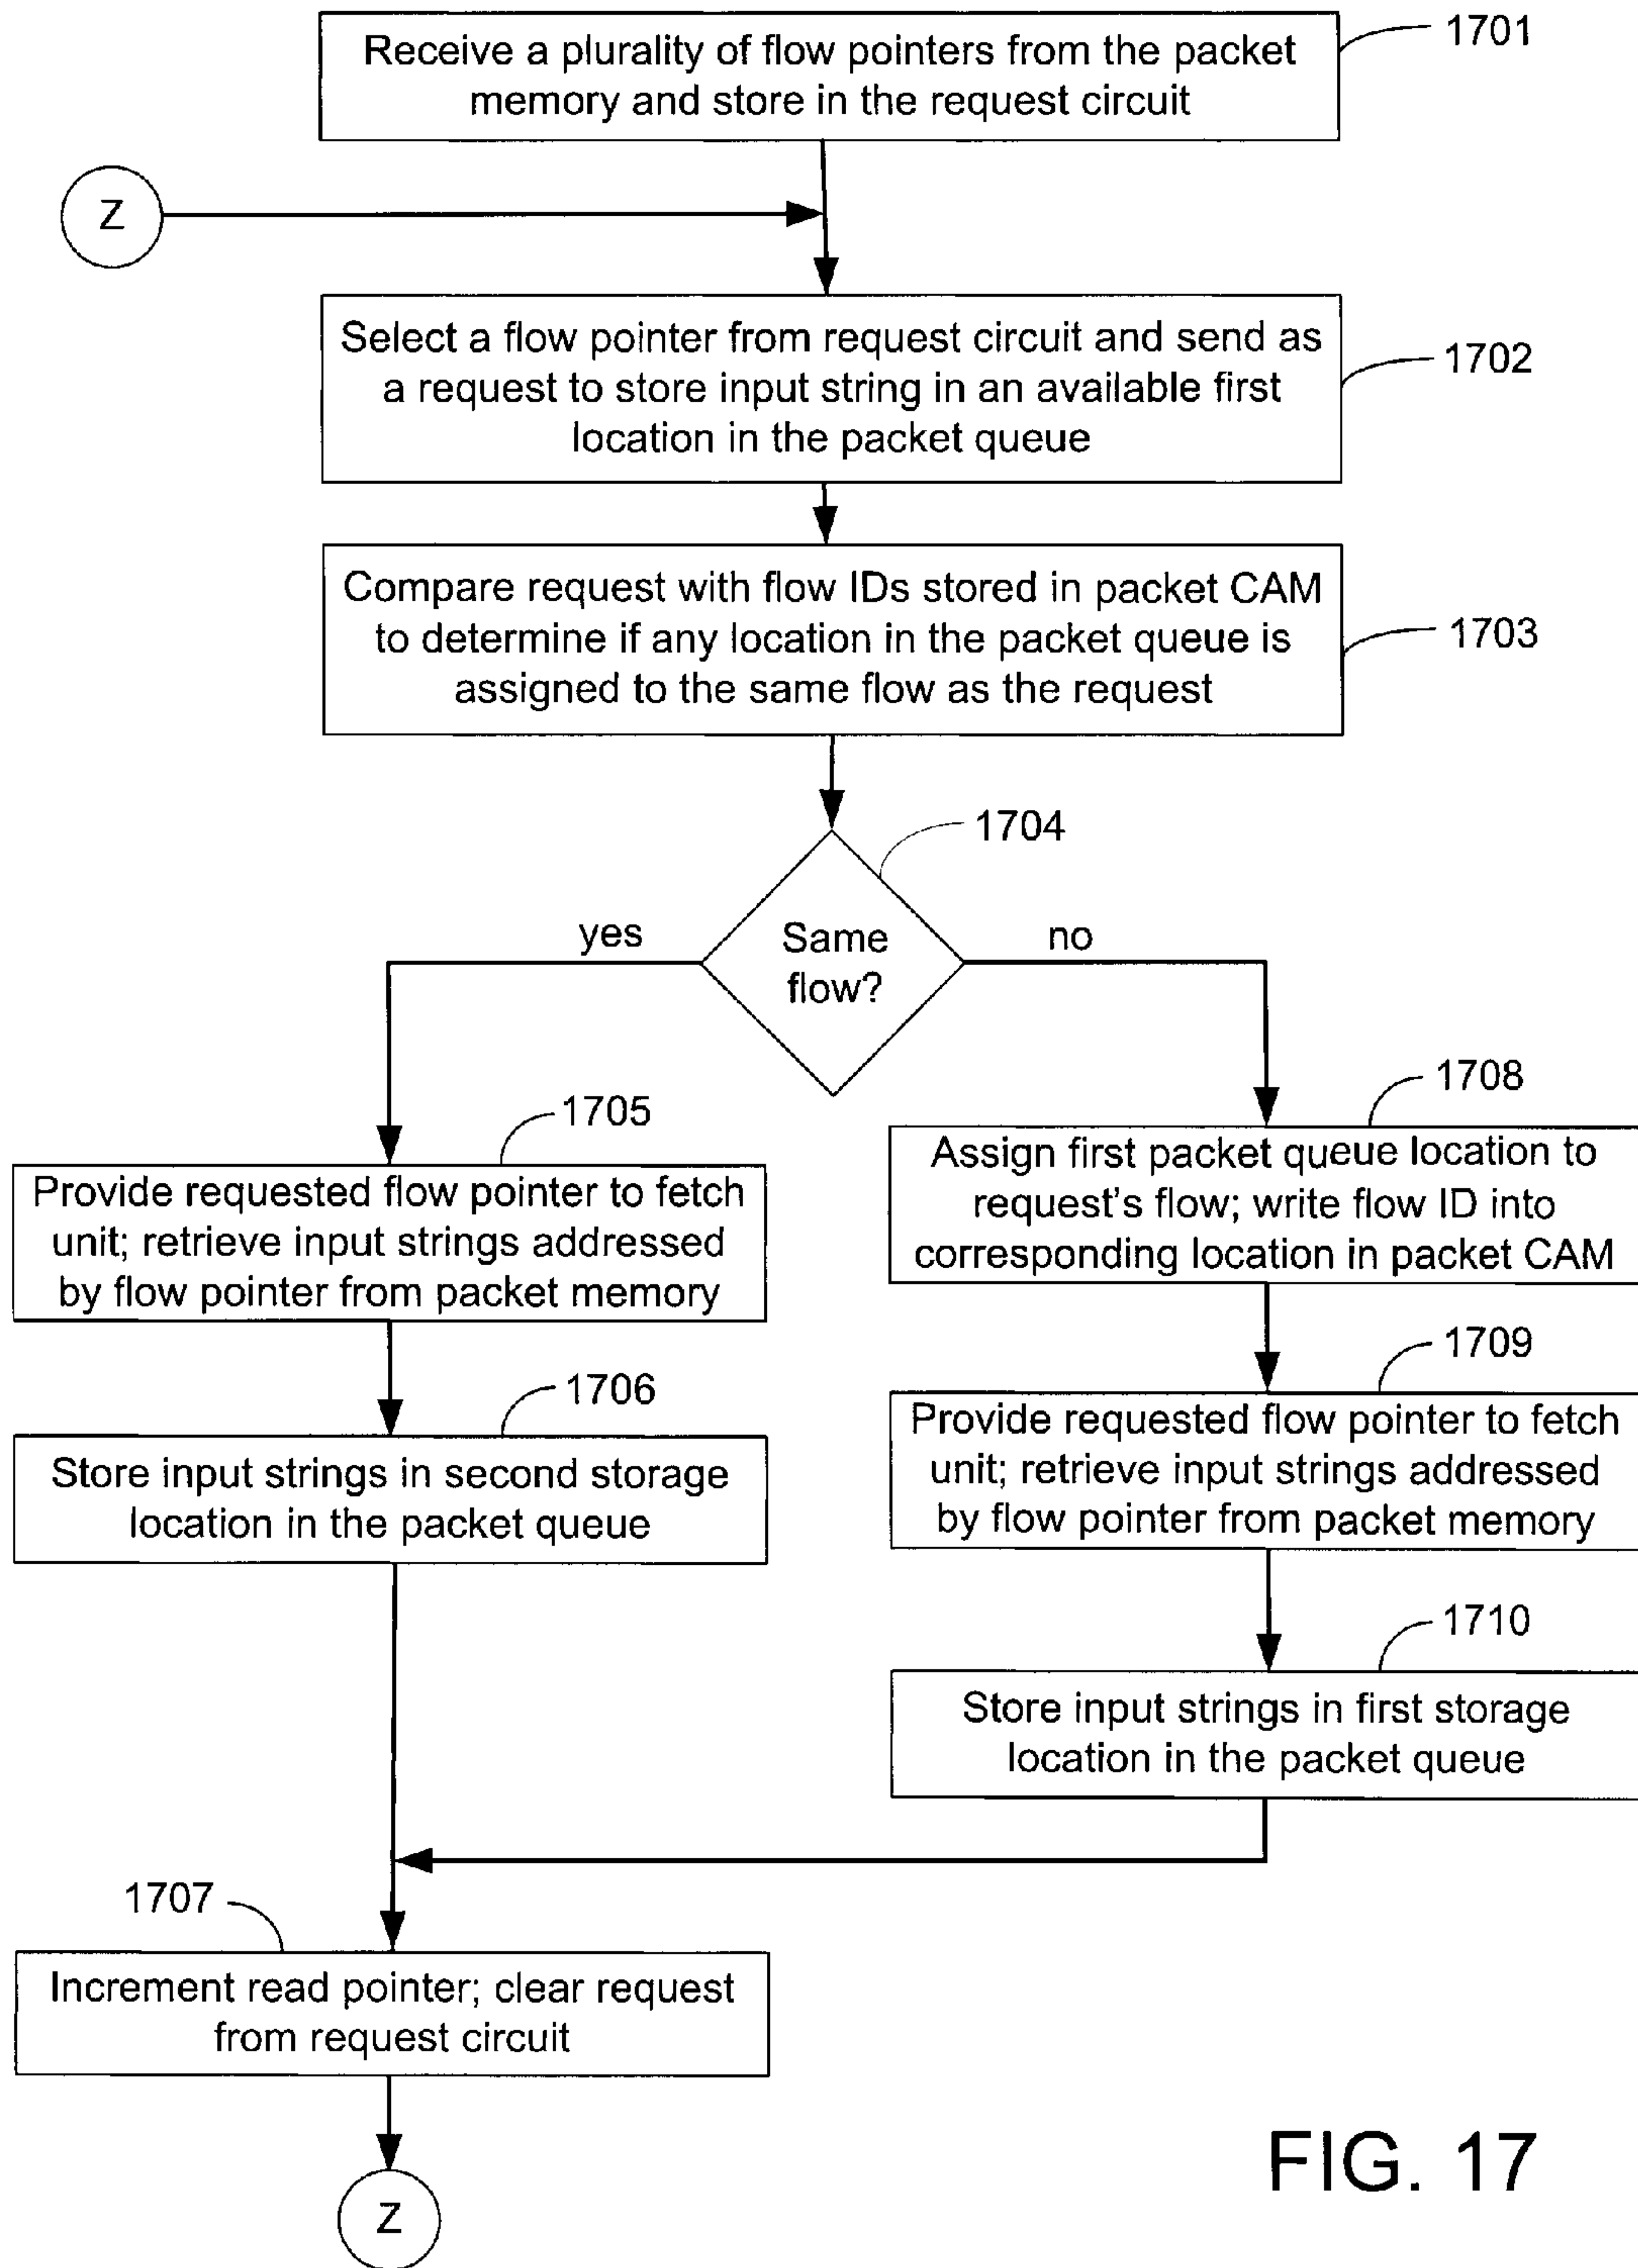 Receive a plurality of flow pointers from the packet
memory and store in the request circuit
1701
Z
Select a flow pointer from request circuit and send as
a request to store input string in an available first
location in the packet queue
1702
Compare request with flow IDs stored in packet CAM
to determine if any location in the packet queue is
assigned to the same flow as the request
1703
1704
Same
flow?
yes
no
1705
Provide requested flow pointer to fetch
unit; retrieve input strings addressed
by flow pointer from packet memory
1706
Store input strings in second storage
location in the packet queue
1708
Assign first packet queue location to
request's flow; write flow ID into
corresponding location in packet CAM
1709
Provide requested flow pointer to fetch
unit; retrieve input strings addressed
by flow pointer from packet memory
1710
Store input strings in first storage
location in the packet queue
1707
Increment read pointer; clear request
from request circuit
Z
FIG. 17